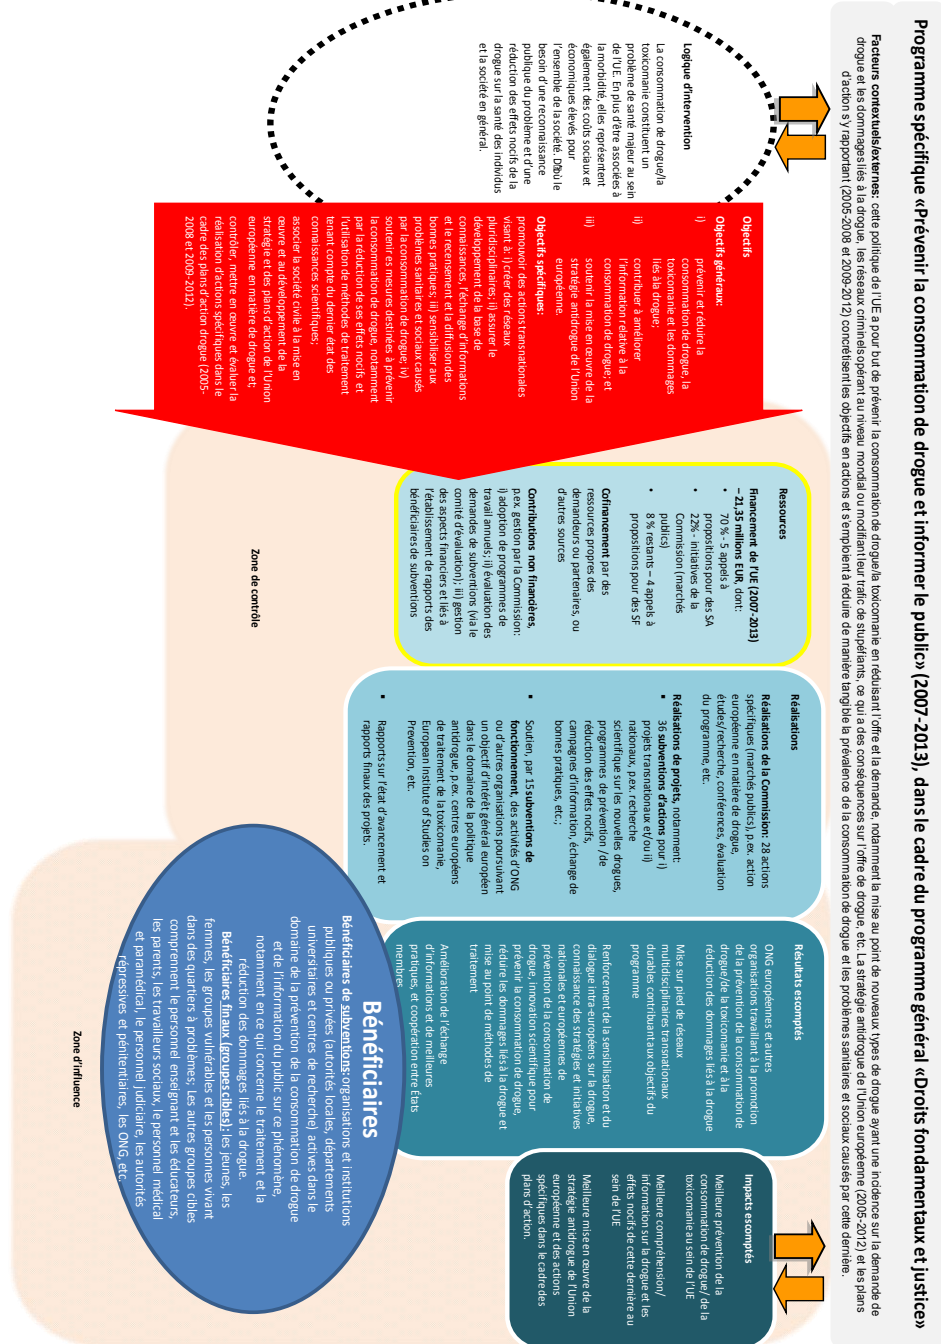 Programme spécifique «Prévenir la consommation de drogue et informer le public» (2007-2013), dans le cadre du programme général «Droits fondamentaux et justice»
Facteurs contextuels/externes: cette politique de l'UE a pour but de prévenir la consommation de drogue/la toxicomanie en réduisant l'offre et la demande, notamment la mise au point de nouveaux types de drogue ayant une incidence sur la demande de
drogue et les dommages liés à la drogue, les réseaux criminels opérant au niveau mondial ou modifiant leur trafic de stupéfiants, ce qui a des conséquences sur l'offre de drogue, etc. La stratégie antidrogue de l'Union européenne (2005-2012) et les plans
d'action s'y rapportant (2005-2008 et 2009-2012) concrétisent les objectifs en actions et s'emploient à réduire de manière tangible la prévalence de la consommation de drogue et les problèmes sanitaires et sociaux causés par cette dernière.
Logique d'intervention
La consommation de drogue/la
toxicomanie constituent un
problème de santé majeur au sein
de l'UE. En plus d'être associées à
la morbidité, elles représentent
également des coûts sociaux et
économiques élevés pour
l'ensemble de la société. D'où le
besoin d'une reconnaissance
publique du problème et d'une
réduction des effets nocifs de la
drogue sur la santé des individus
et la société en général.
Objectifs
Objectifs généraux:
i) prévenir et réduire la
consommation de drogue, la
toxicomanie et les dommages
liés à la drogue;
ii) contribuer à améliorer
l'information relative à la
consommation de drogue; et
iii) soutenir la mise en œuvre de la
stratégie antidrogue de l'Union
européenne.
Objectifs spécifiques:
promouvoir des actions transnationales
visant à: i) créer des réseaux
pluridisciplinaires; ii) assurer le
développement de la base de
connaissances, l'échange d'informations
et le recensement et la diffusion des
bonnes pratiques; iii) sensibiliser aux
problèmes sanitaires et sociaux causés
par la consommation de drogue; iv)
soutenir es mesures destinées à prévenir
la consommation de drogue, notamment
par la réduction de ses effets nocifs et
l'utilisation de méthodes de traitement
tenant compte du dernier état des
connaissances scientifiques;
associer la société civile à la mise en
œuvre et au développement de la
stratégie et des plans d'action de l'Union
européenne en matière de drogue et;
contrôler, mettre en œuvre et évaluer la
réalisation d'actions spécifiques dans le
cadre des plans d'action drogue (2005-
2008 et 2009-2012).
Ressources
Financement de l'UE (2007-2013)
– 21,35 millions EUR, dont:
• 70 % - 5 appels à
propositions pour des SA
• 22% - initiatives de la
Commission (marchés
publics)
• 8 % restants – 4 appels à
propositions pour des SF
Cofinancement par des
ressources propres des
demandeurs ou partenaires, ou
d'autres sources
Contributions non financières,
p.ex. gestion par la Commission:
i) adoption de programmes de
travail annuels; ii) évaluation des
demandes de subventions (via le
comité d'évaluation); iii) gestion
des aspects financiers et liés à
l'établissement de rapports des
bénéficiaires de subventions
Zone de contrôle
Réalisations
Réalisations de la Commission: 28 actions
spécifiques (marchés publics), p.ex. action
européenne en matière de drogue,
études/recherche, conférences, évaluation
du programme, etc.
Réalisations de projets, notamment:
▪ 36 subventions d'actions pour i)
projets transnationaux et/ou ii)
nationaux, p.ex. recherche
scientifique sur les nouvelles drogues,
programmes de prévention /de
réduction des effets nocifs,
campagnes d'information, échange de
bonnes pratiques, etc.;
▪ Soutien, par 15 subventions de
fonctionnement, des activités d'ONG
ou d'autres organisations poursuivant
un objectif d'intérêt général européen
dans le domaine de la politique
antidrogue, p.ex. centres européens
de traitement de la toxicomanie,
European Institute of Studies on
Prevention, etc.
▪ Rapports sur l'état d'avancement et
rapports finaux des projets.
Résultats escomptés
ONG européennes et autres
organisations travaillant à la promotion
de la prévention de la consommation de
drogue/de la toxicomanie et à la
réduction des dommages liés à la drogue
Mise sur pied de réseaux
multidisciplinaires transnationaux
durables contribuant aux objectifs du
programme
Renforcement de la sensibilisation et du
dialogue intra-européens sur la drogue,
connaissance des stratégies et initiatives
nationales et européennes de
prévention de la consommation de
drogue, innovation scientifique pour
prévenir la consommation de drogue,
réduire les dommages liés à la drogue et
mise au point de méthodes de
traitement
Amélioration de l'échange
d'informations et de meilleures
pratiques, et coopération entre États
membres
Impacts escomptés
Meilleure prévention de la
consommation de drogue/ de la
toxicomanie au sein de l'UE
Meilleure compréhension/
information sur la drogue et les
effets nocifs de cette dernière au
sein de l'UE
Meilleure mise en œuvre de la
stratégie antidrogue de l'Union
européenne et des actions
spécifiques dans le cadre des
plans d'action.
Bénéficiaires
Bénéficiaires de subventions: organisations et institutions
publiques ou privées (autorités locales, départements
universitaires et centres de recherche) actives dans le
domaine de la prévention de la consommation de drogue
et de l'information du public sur ce phénomène,
notamment en ce qui concerne le traitement et la
réduction des dommages liés à la drogue.
Bénéficiaires finaux (groupes cibles): les jeunes, les
femmes, les groupes vulnérables et les personnes vivant
dans des quartiers à problèmes; Les autres groupes cibles
comprennent le personnel enseignant et les éducateurs,
les parents, les travailleurs sociaux, le personnel médical
et paramédical, le personnel judiciaire, les autorités
répressives et pénitentiaires, les ONG, etc.
Zone d'influence